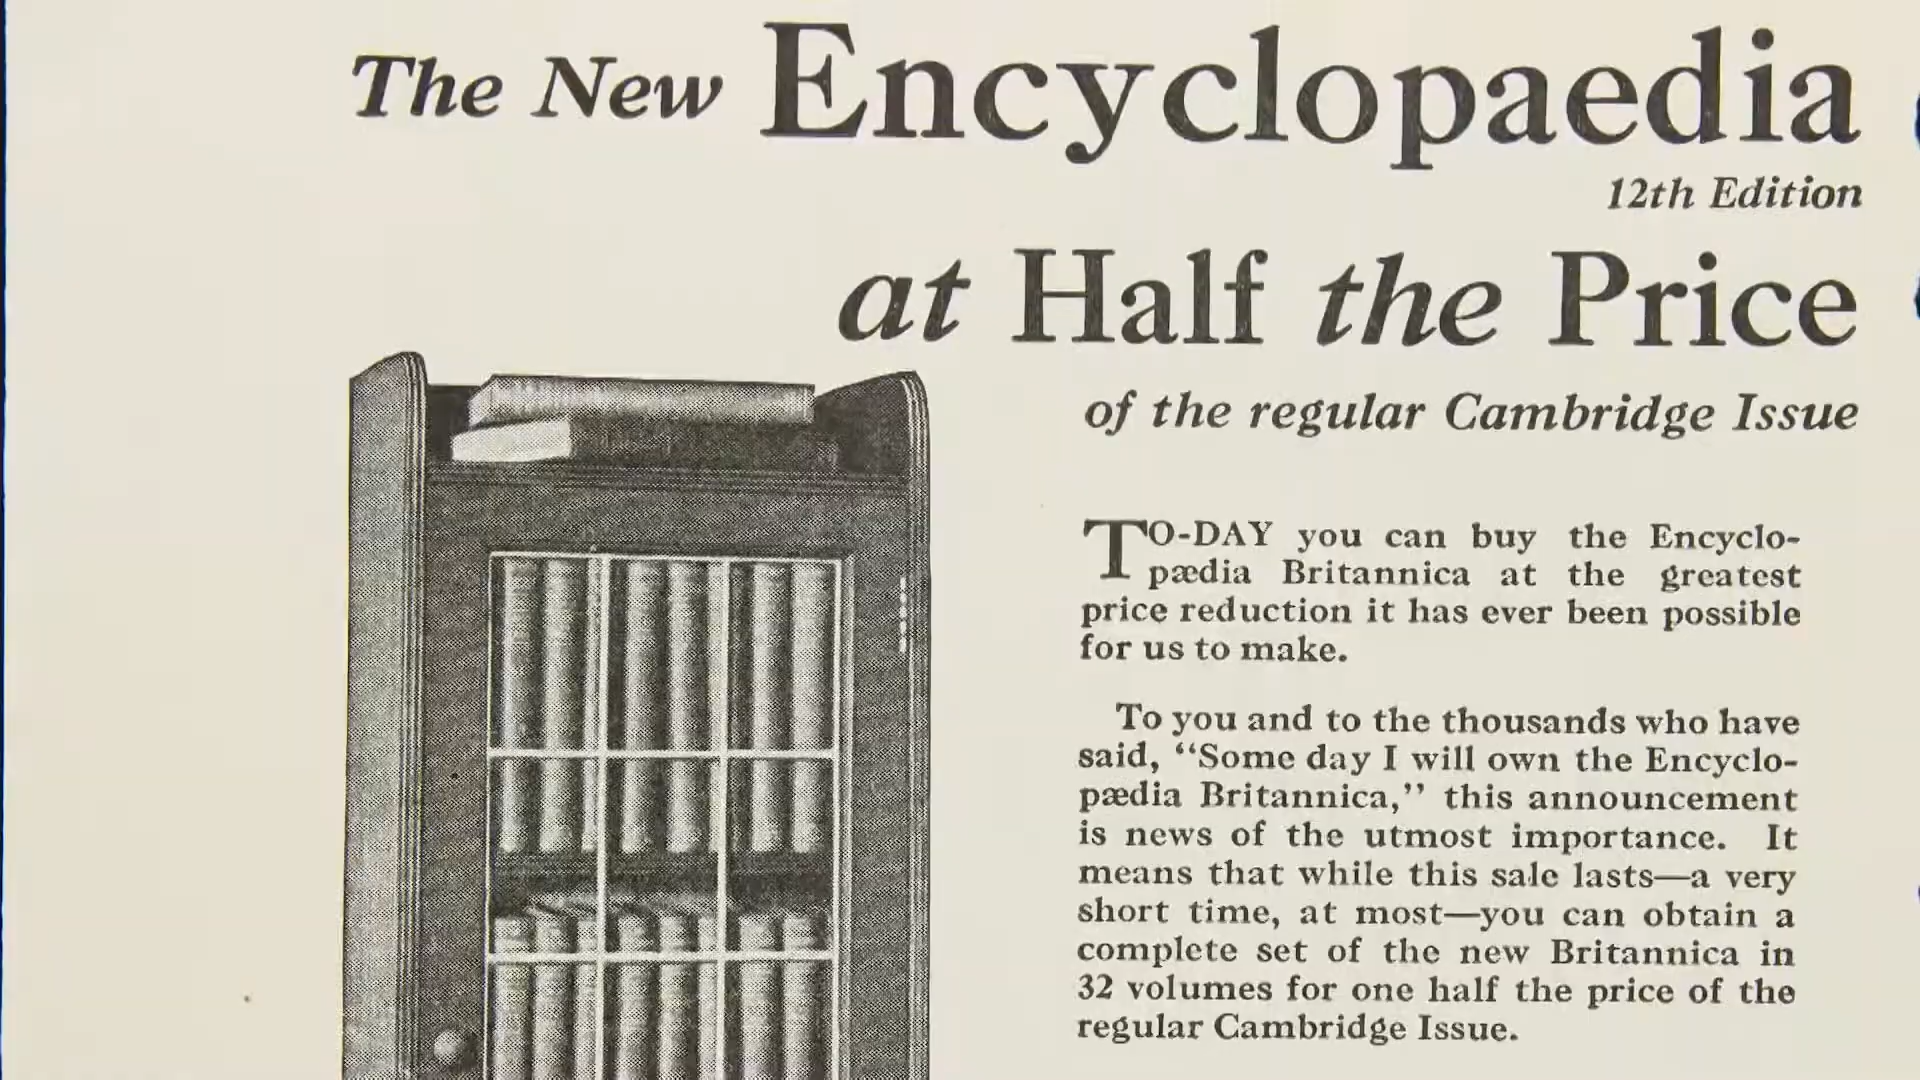 The New Encyclopaedia
12th Edition
at Half the Price
of the regular Cambridge Issue
TO-DAY you can buy the Encyclo-
pædia Britannica at the greatest
price reduction it has ever been possible
for us to make.
To you and to the thousands who have
said, “Some day I will own the Encyclo-
pædia Britannica,” this announcement
is news of the utmost importance. It
means that while this sale lasts—a very
short time, at most—you can obtain a
complete set of the new Britannica in
32 volumes for one half the price of the
regular Cambridge Issue.